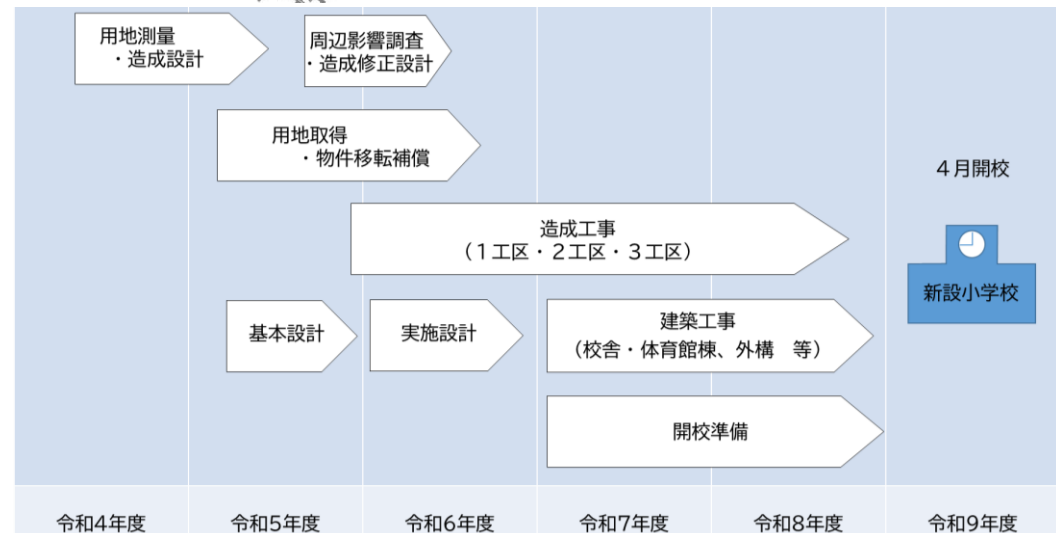 用地測量
・造成設計
周辺影響調査
・造成修正設計
用地取得
・物件移転補償
4月開校
造成工事
(1工区・2工区・3工区)
新設小学校
基本設計
実施設計
建築工事
(校舎・体育館棟、外構　等)
開校準備
令和4年度
令和5年度
令和6年度
令和7年度
令和8年度
令和9年度